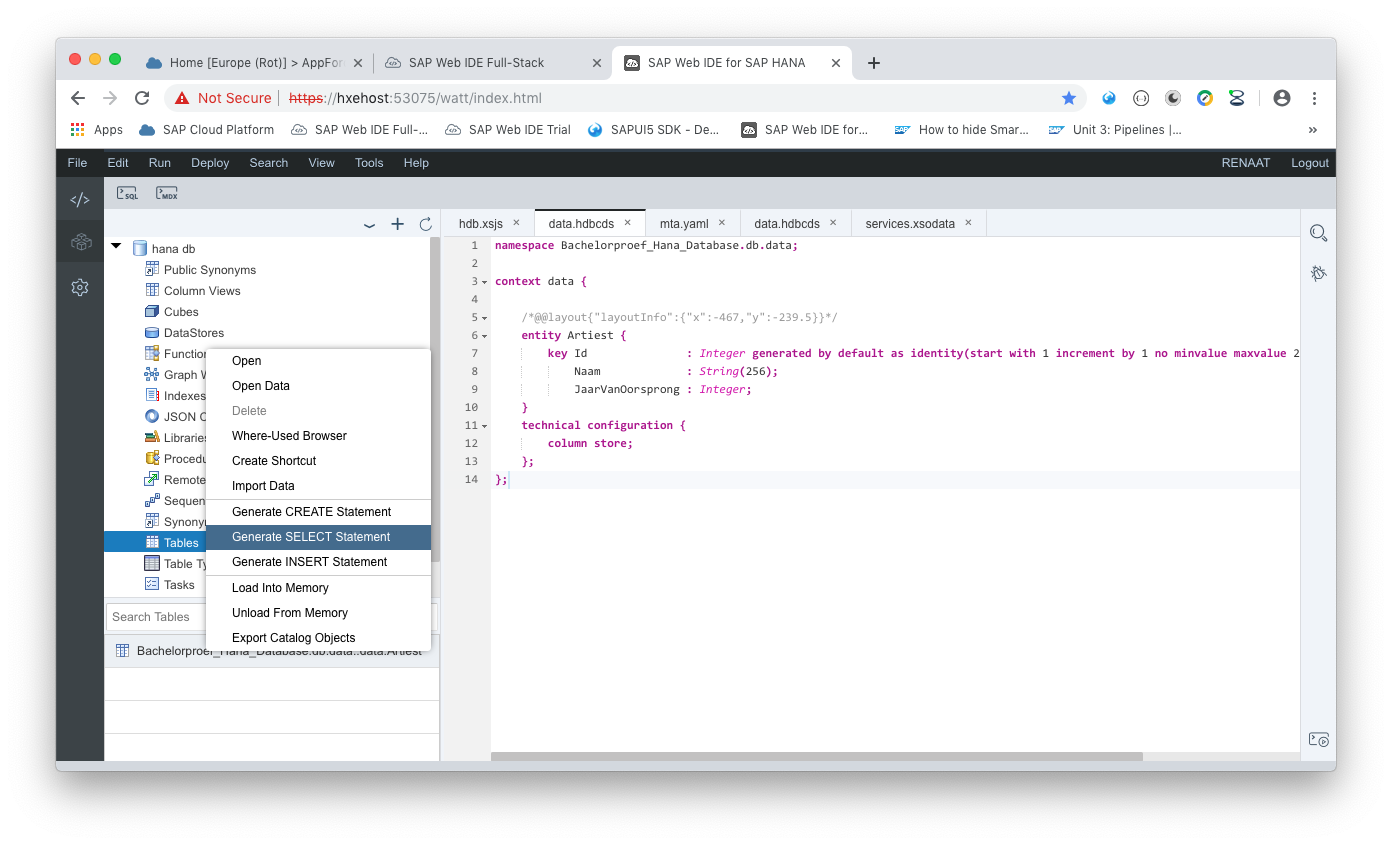 Home [Europe (Rot)] > AppFor
SAP Web IDE Full-Stack
SAP Web IDE for SAP HANA
Not Secure https://hxehost:53075/watt/index.html
Apps SAP Cloud Platform SAP Web IDE Full-... SAP Web IDE Trial SAPUI5 SDK - De... SAP Web IDE for... SAP How to hide Smar... SAP Unit 3: Pipelines |... »
File Edit Run Deploy Search View Tools Help RENAAT Logout
SQL MDX
hana db
Public Synonyms
Column Views
Cubes
DataStores
Function
Graph W
Indexes
JSON C
Libraries
Procedu
Remote
Sequen
Synony
Tables
Table Ty
Tasks
Search Tables
Bachelorproef_Hana_Database.db.data::data.Artiest
Open
Open Data
Delete
Where-Used Browser
Create Shortcut
Import Data
Generate CREATE Statement
Generate SELECT Statement
Generate INSERT Statement
Load Into Memory
Unload From Memory
Export Catalog Objects
hdb.xsjs × data.hdbcds × mta.yaml × data.hdbcds × services.xsodata ×
1 namespace Bachelorproef_Hana_Database.db.data;
2
3 context data {
4
5 /*@@layout{"layoutInfo":{"x":-467,"y":-239.5}}*/
6 entity Artiest {
7 key Id : Integer generated by default as identity(start with 1 increment by 1 no minvalue maxvalue 2
8 Naam : String(256);
9 JaarVanOorsprong : Integer;
10 }
11 technical configuration {
12 column store;
13 };
14 };